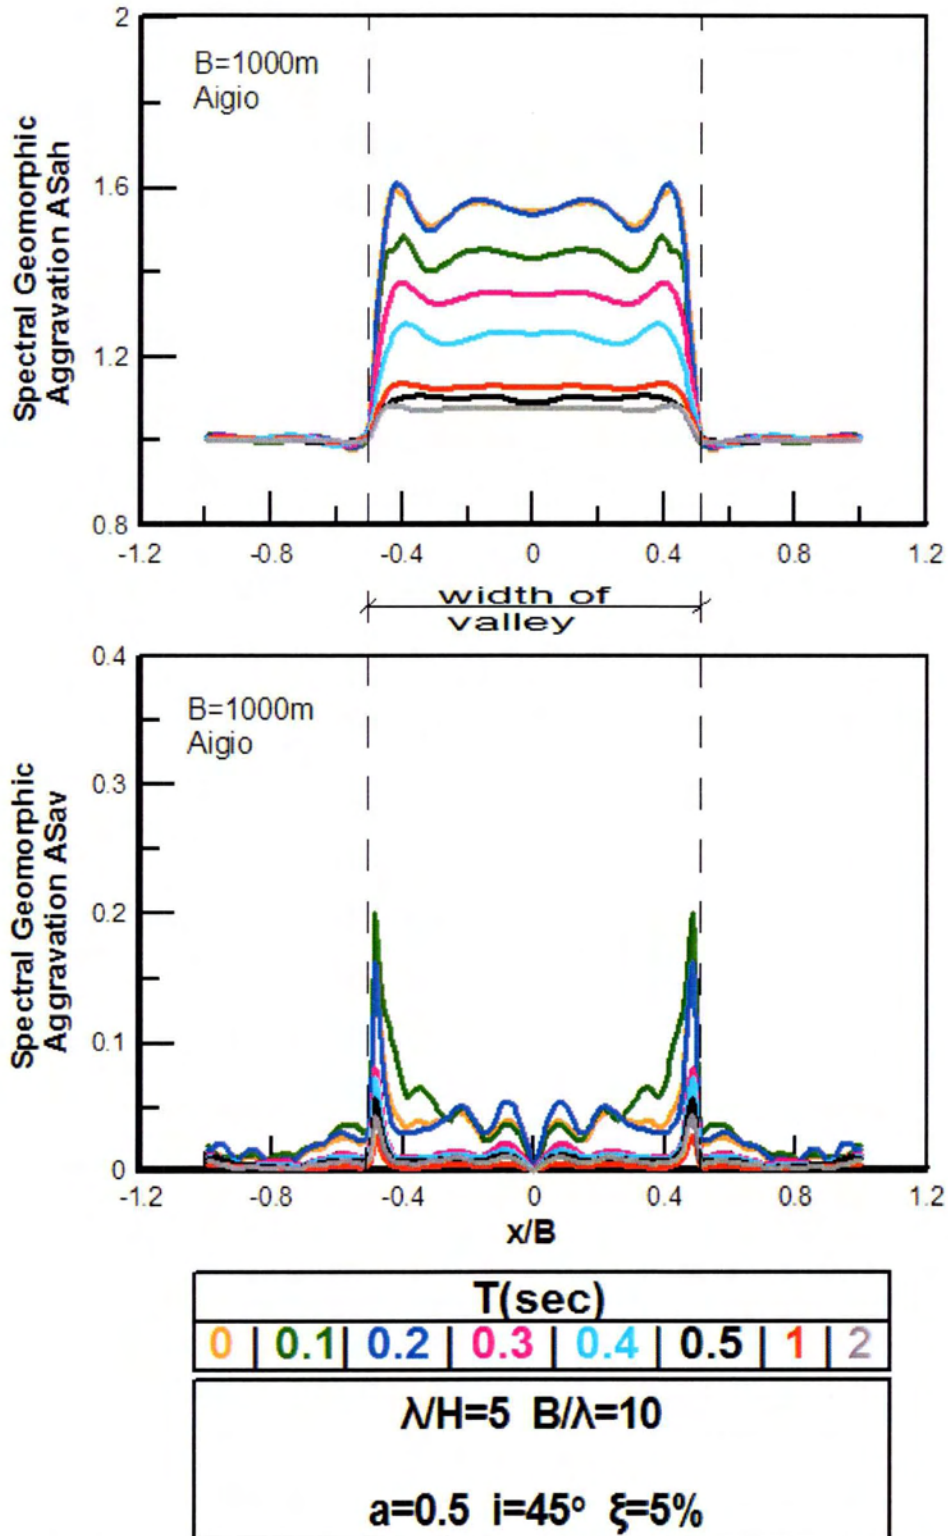 2
B=1000m
Aigio
1.6
1.2
0.8
Spectral Geomorphic
Aggravation ASah
-1.2 -0.8 -0.4 0 0.4 0.8 1.2
width of
valley
0.4
B=1000m
Aigio
0.3
0.2
0.1
0
Spectral Geomorphic
Aggravation ASav
-1.2 -0.8 -0.4 0 0.4 0.8 1.2
x/B
T(sec)
0 | 0.1 | 0.2 | 0.3 | 0.4 | 0.5 | 1 | 2
λ/H=5 B/λ=10
a=0.5 i=45° ξ=5%